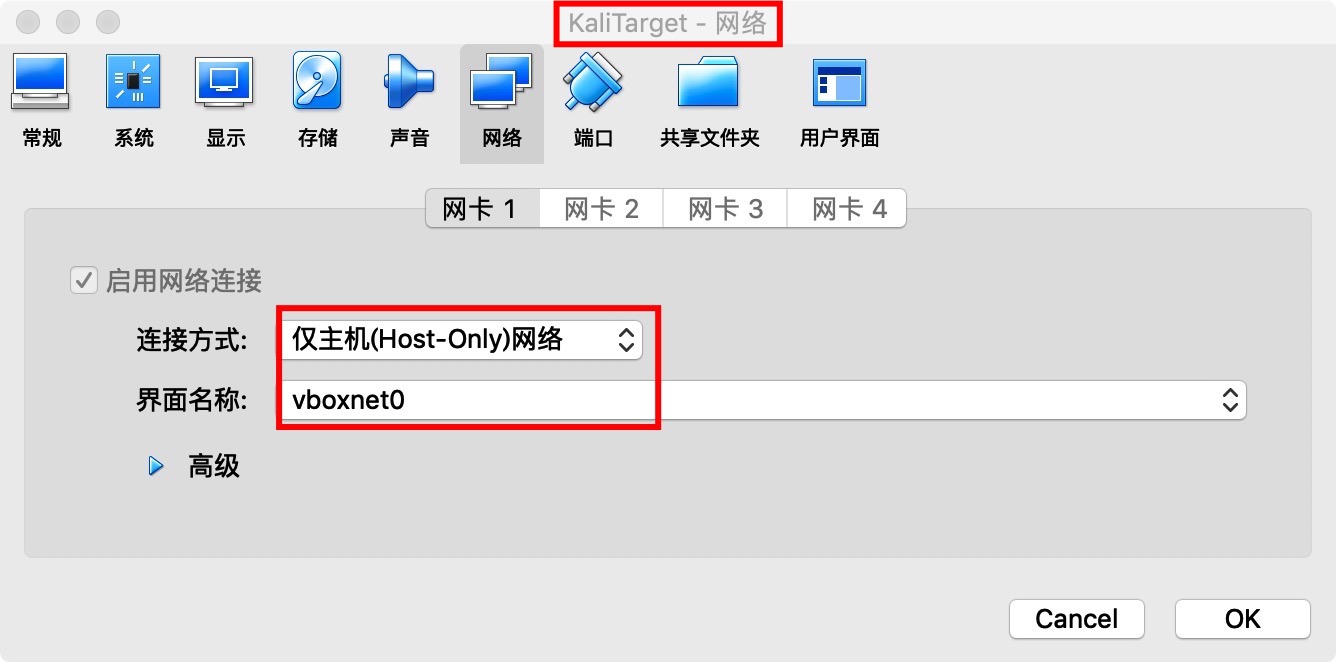 KaliTarget - 网络
常规 系统 显示 存储 声音 网络 端口 共享文件夹 用户界面
网卡 1 网卡 2 网卡 3 网卡 4
启用网络连接
连接方式: 仅主机(Host-Only)网络
界面名称: vboxnet0
高级
Cancel OK